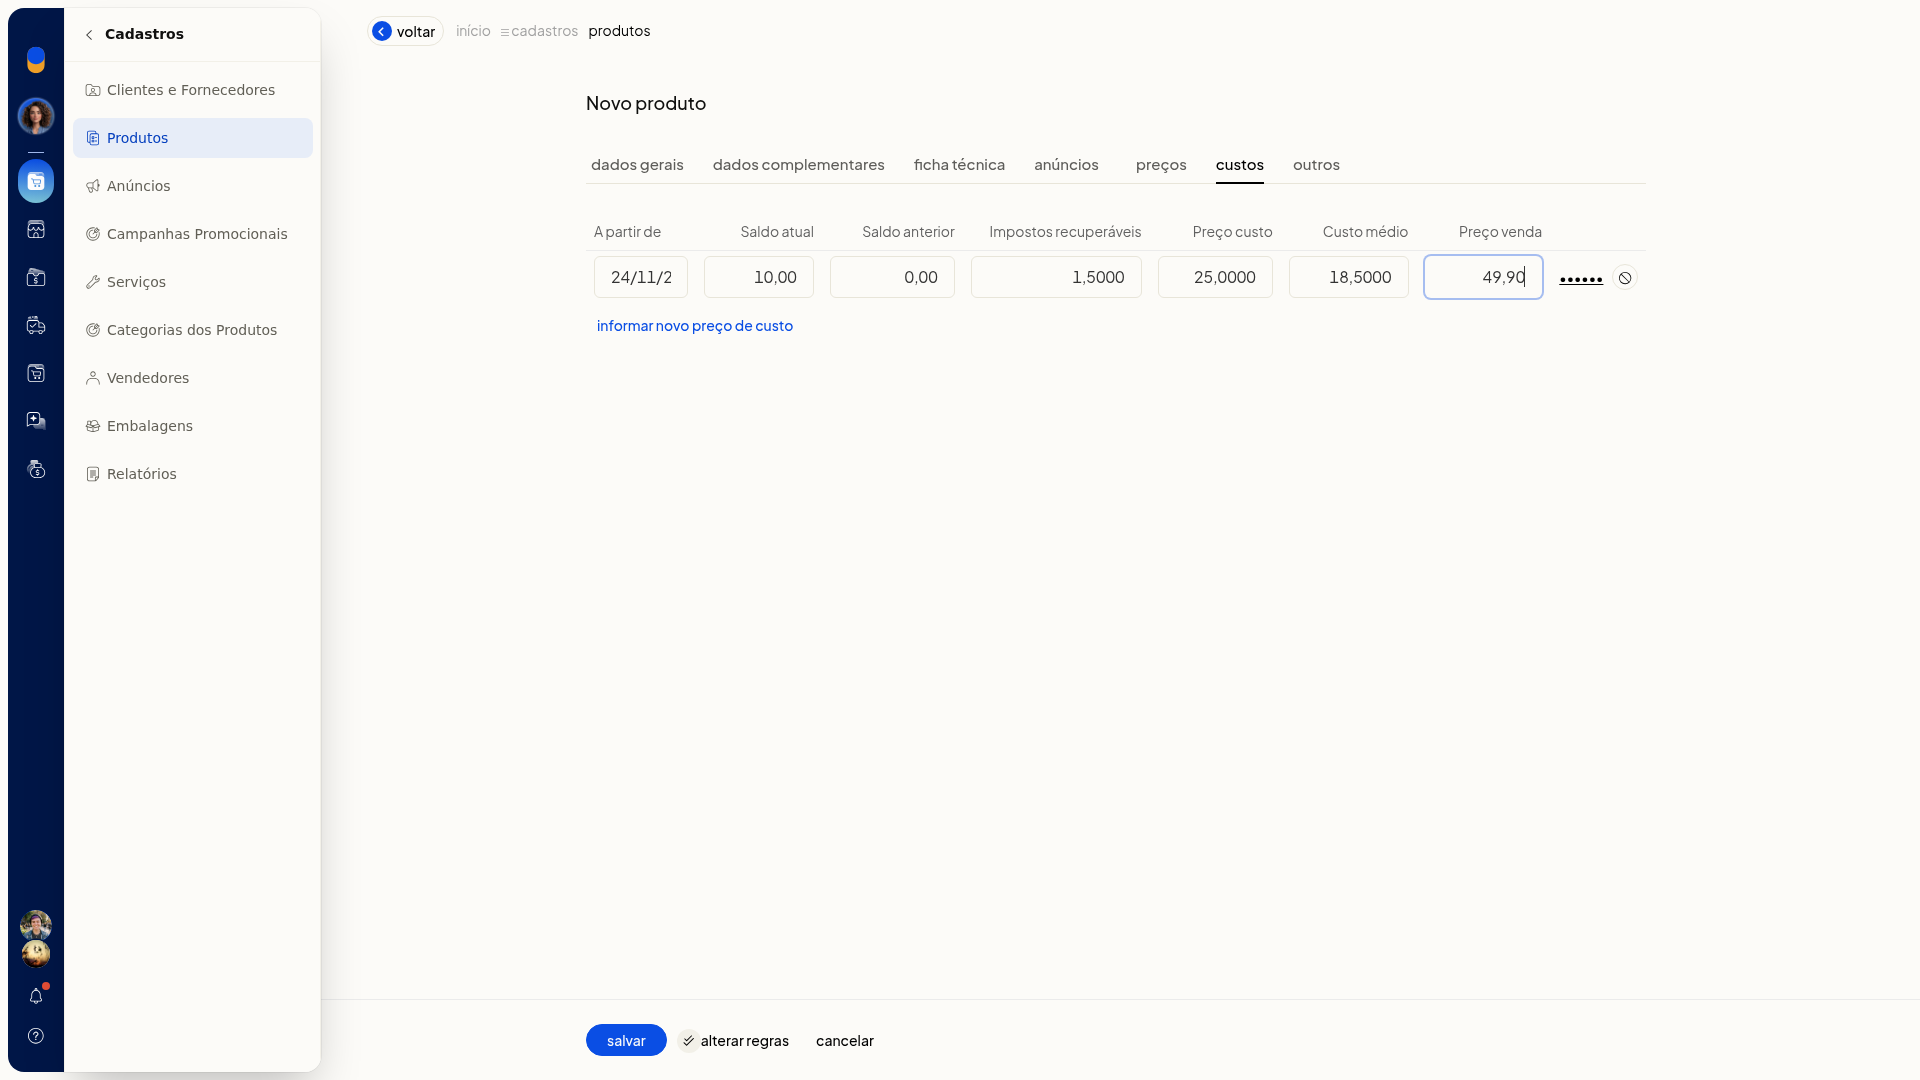 Cadastros
Clientes e Fornecedores
Produtos
Anúncios
Campanhas Promocionais
Serviços
Categorias dos Produtos
Vendedores
Embalagens
Relatórios
voltar início cadastros produtos
Novo produto
dados gerais dados complementares ficha técnica anúncios preços custos outros
A partir de Saldo atual Saldo anterior Impostos recuperáveis Preço custo Custo médio Preço venda
24/11/2 10,00 0,00 1,5000 25,0000 18,5000 49,90
informar novo preço de custo
salvar alterar regras cancelar